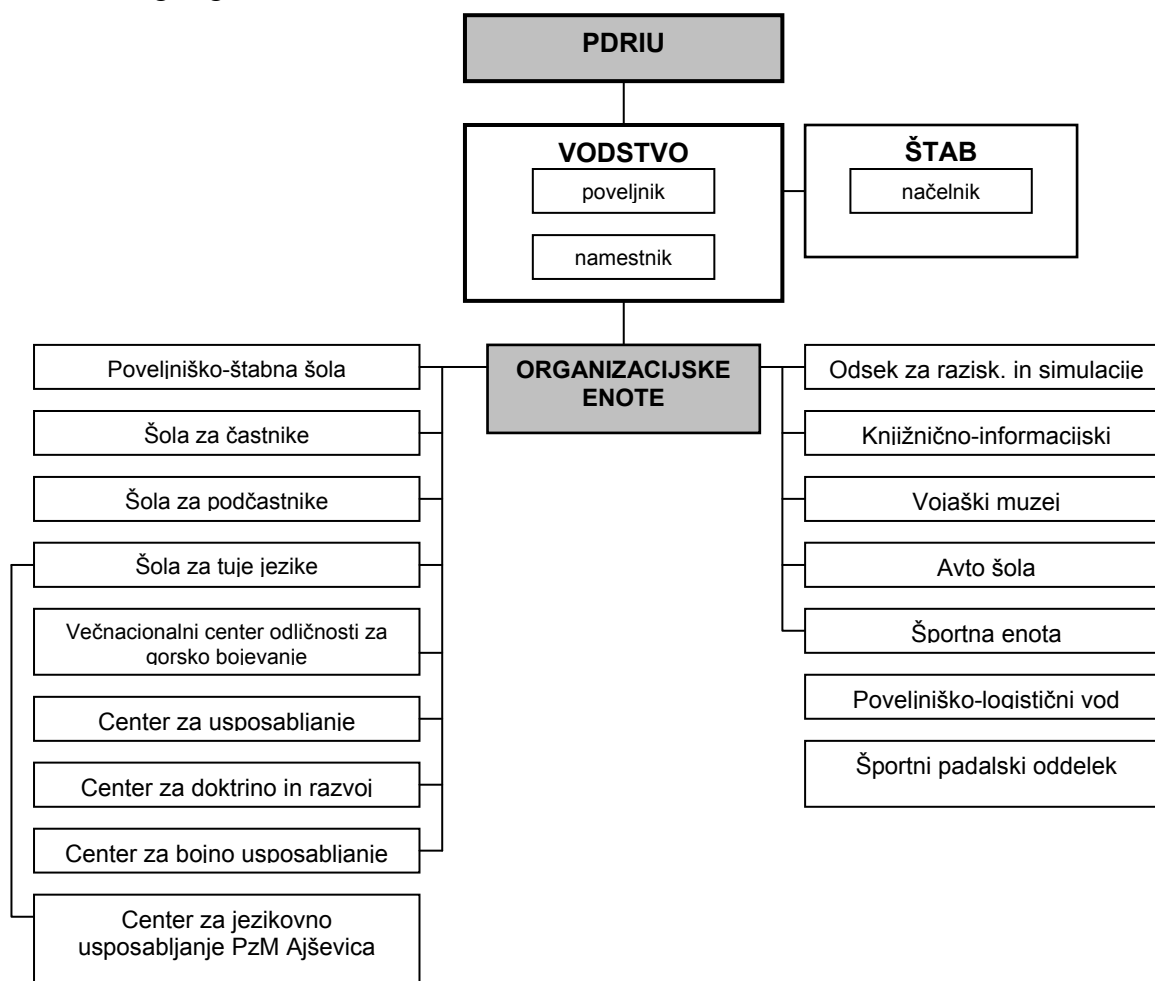 PDRIU
VODSTVO
poveljnik
namestnik
ŠTAB
načelnik
ORGANIZACIJSKE
ENOTE
Poveljniško-štabna šola
Šola za častnike
Šola za podčastnike
Šola za tuje jezike
Večnacionalni center odličnosti za
gorsko bojevanje
Center za usposabljanje
Center za doktrino in razvoj
Center za bojno usposabljanje
Center za jezikovno
usposabljanje PzM Ajševica
Odsek za razisk. in simulacije
Knjižnično-informacijski
Vojaški muzej
Avto šola
Športna enota
Poveljniško-logistični vod
Športni padalski oddelek